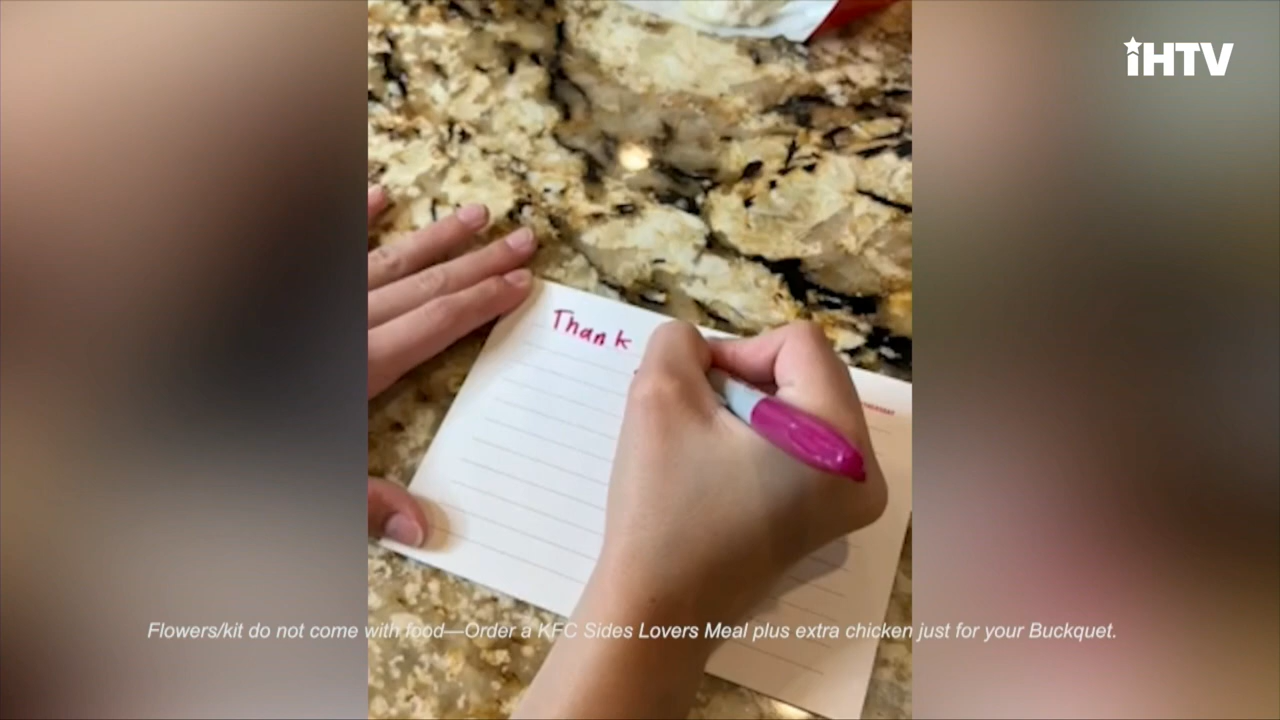 iHTV
Thank
Flowers/kit do not come with food—Order a KFC Sides Lovers Meal plus extra chicken just for your Buckquet.